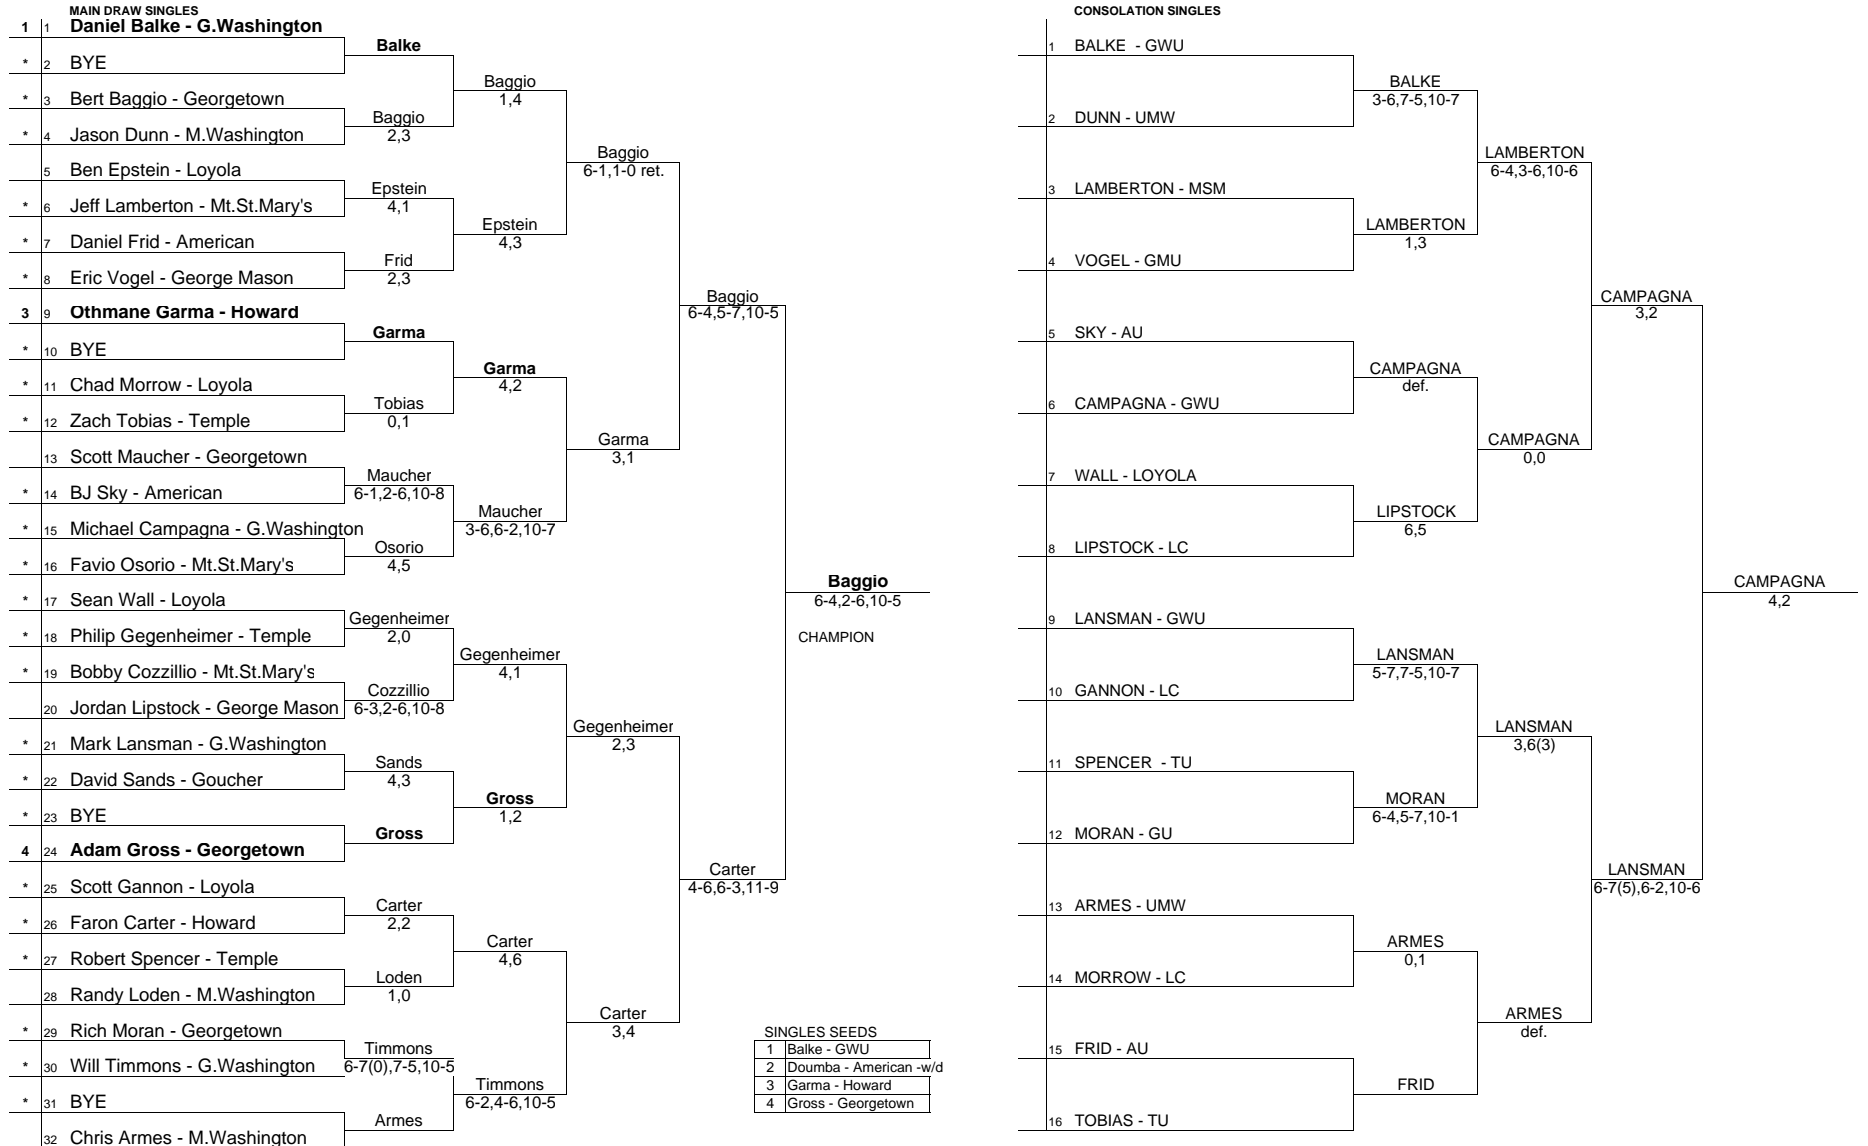 MAIN DRAW SINGLES
1 1 Daniel Balke - G.Washington
* 2 BYE
* 3 Bert Baggio - Georgetown
* 4 Jason Dunn - M.Washington
5 Ben Epstein - Loyola
* 6 Jeff Lamberton - Mt.St.Mary's
* 7 Daniel Frid - American
* 8 Eric Vogel - George Mason
3 9 Othmane Garma - Howard
* 10 BYE
* 11 Chad Morrow - Loyola
* 12 Zach Tobias - Temple
13 Scott Maucher - Georgetown
* 14 BJ Sky - American
* 15 Michael Campagna - G.Washington
* 16 Favio Osorio - Mt.St.Mary's
* 17 Sean Wall - Loyola
* 18 Philip Gegenheimer - Temple
* 19 Bobby Cozzillio - Mt.St.Mary's
20 Jordan Lipstock - George Mason
* 21 Mark Lansman - G.Washington
* 22 David Sands - Goucher
* 23 BYE
4 24 Adam Gross - Georgetown
* 25 Scott Gannon - Loyola
* 26 Faron Carter - Howard
* 27 Robert Spencer - Temple
28 Randy Loden - M.Washington
* 29 Rich Moran - Georgetown
* 30 Will Timmons - G.Washington
* 31 BYE
32 Chris Armes - M.Washington
Balke
Baggio
2,3
Epstein
4,1
Frid
2,3
Garma
Tobias
0,1
Maucher
6-1,2-6,10-8
Osorio
4,5
Gegenheimer
2,0
Cozzillio
6-3,2-6,10-8
Sands
4,3
Gross
Carter
2,2
Loden
1,0
Timmons
6-7(0),7-5,10-5
Armes
Baggio
1,4
Epstein
4,3
Garma
4,2
Maucher
3-6,6-2,10-7
Gegenheimer
4,1
Gross
1,2
Carter
4,6
Timmons
6-2,4-6,10-5
Baggio
6-1,1-0 ret.
Garma
3,1
Gegenheimer
2,3
Carter
3,4
Baggio
6-4,5-7,10-5
Carter
4-6,6-3,11-9
Baggio
6-4,2-6,10-5
CHAMPION
SINGLES SEEDS
1 Balke - GWU
2 Doumba - American -w/d
3 Garma - Howard
4 Gross - Georgetown
CONSOLATION SINGLES
1 BALKE - GWU
2 DUNN - UMW
3 LAMBERTON - MSM
4 VOGEL - GMU
5 SKY - AU
6 CAMPAGNA - GWU
7 WALL - LOYOLA
8 LIPSTOCK - LC
9 LANSMAN - GWU
10 GANNON - LC
11 SPENCER - TU
12 MORAN - GU
13 ARMES - UMW
14 MORROW - LC
15 FRID - AU
16 TOBIAS - TU
BALKE
3-6,7-5,10-7
LAMBERTON
1,3
CAMPAGNA
def.
LIPSTOCK
6,5
LANSMAN
5-7,7-5,10-7
MORAN
6-4,5-7,10-1
ARMES
0,1
FRID
LAMBERTON
6-4,3-6,10-6
CAMPAGNA
0,0
LANSMAN
3,6(3)
ARMES
def.
CAMPAGNA
3,2
LANSMAN
6-7(5),6-2,10-6
CAMPAGNA
4,2